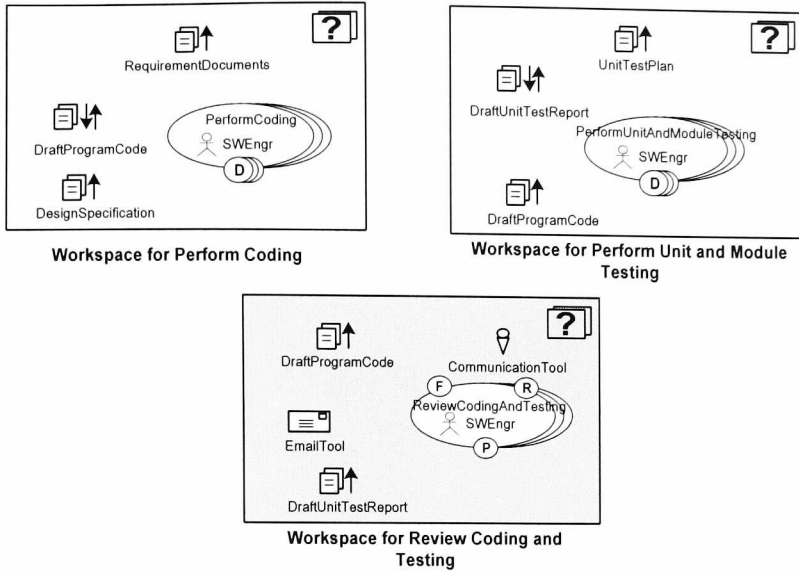 ?
RequirementDocuments
PerformCoding
SWEngr
D
DraftProgramCode
DesignSpecification
Workspace for Perform Coding
?
UnitTestPlan
DraftUnitTestReport
PerformUnitAndModuleTesting
SWEngr
D
DraftProgramCode
Workspace for Perform Unit and Module
Testing
?
DraftProgramCode
CommunicationTool
F
R
ReviewCodingAndTesting
SWEngr
P
EmailTool
DraftUnitTestReport
Workspace for Review Coding and
Testing